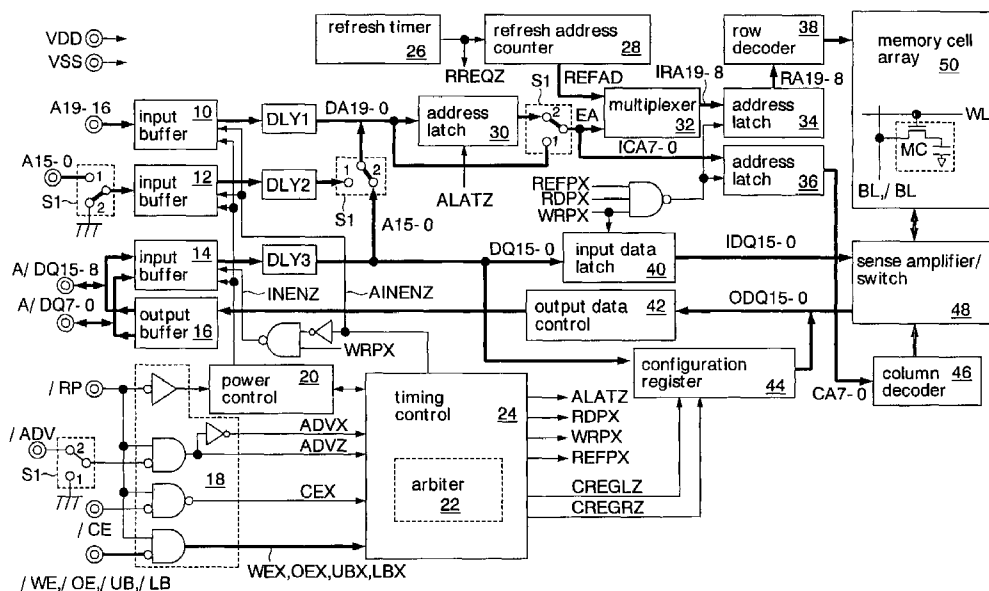 VDD
VSS
refresh timer
26
refresh address
counter
28
RREQZ
REFAD
IRA19-8
row
decoder
38
RA19-8
memory cell
array
50
WL
MC
BL,/ BL
A19-16
input
buffer
10
DLY1
DA19-0
address
latch
30
ALATZ
S1
2
1
EA
multiplexer
32
address
latch
34
ICA7-0
address
latch
36
A15-0
1
2
S1
input
buffer
12
DLY2
1
2
S1
A15-0
REFPX
RDPX
WRPX
A/ DQ15-8
A/ DQ7-0
input
buffer
14
DLY3
DQ15-0
input data
latch
40
IDQ15-0
sense amplifier/
switch
48
INENZ
AINENZ
output
buffer
16
output data
control
42
ODQ15-0
WRPX
/ RP
power
control
20
timing
control
24
configuration
register
44
CA7-0
column
decoder
46
/ ADV
2
1
S1
ADVX
ADVZ
18
CEX
arbiter
22
ALATZ
RDPX
WRPX
REFPX
CREGLZ
CREGRZ
/ CE
WEX,OEX,UBX,LBX
/ WE,/ OE,/ UB,/ LB